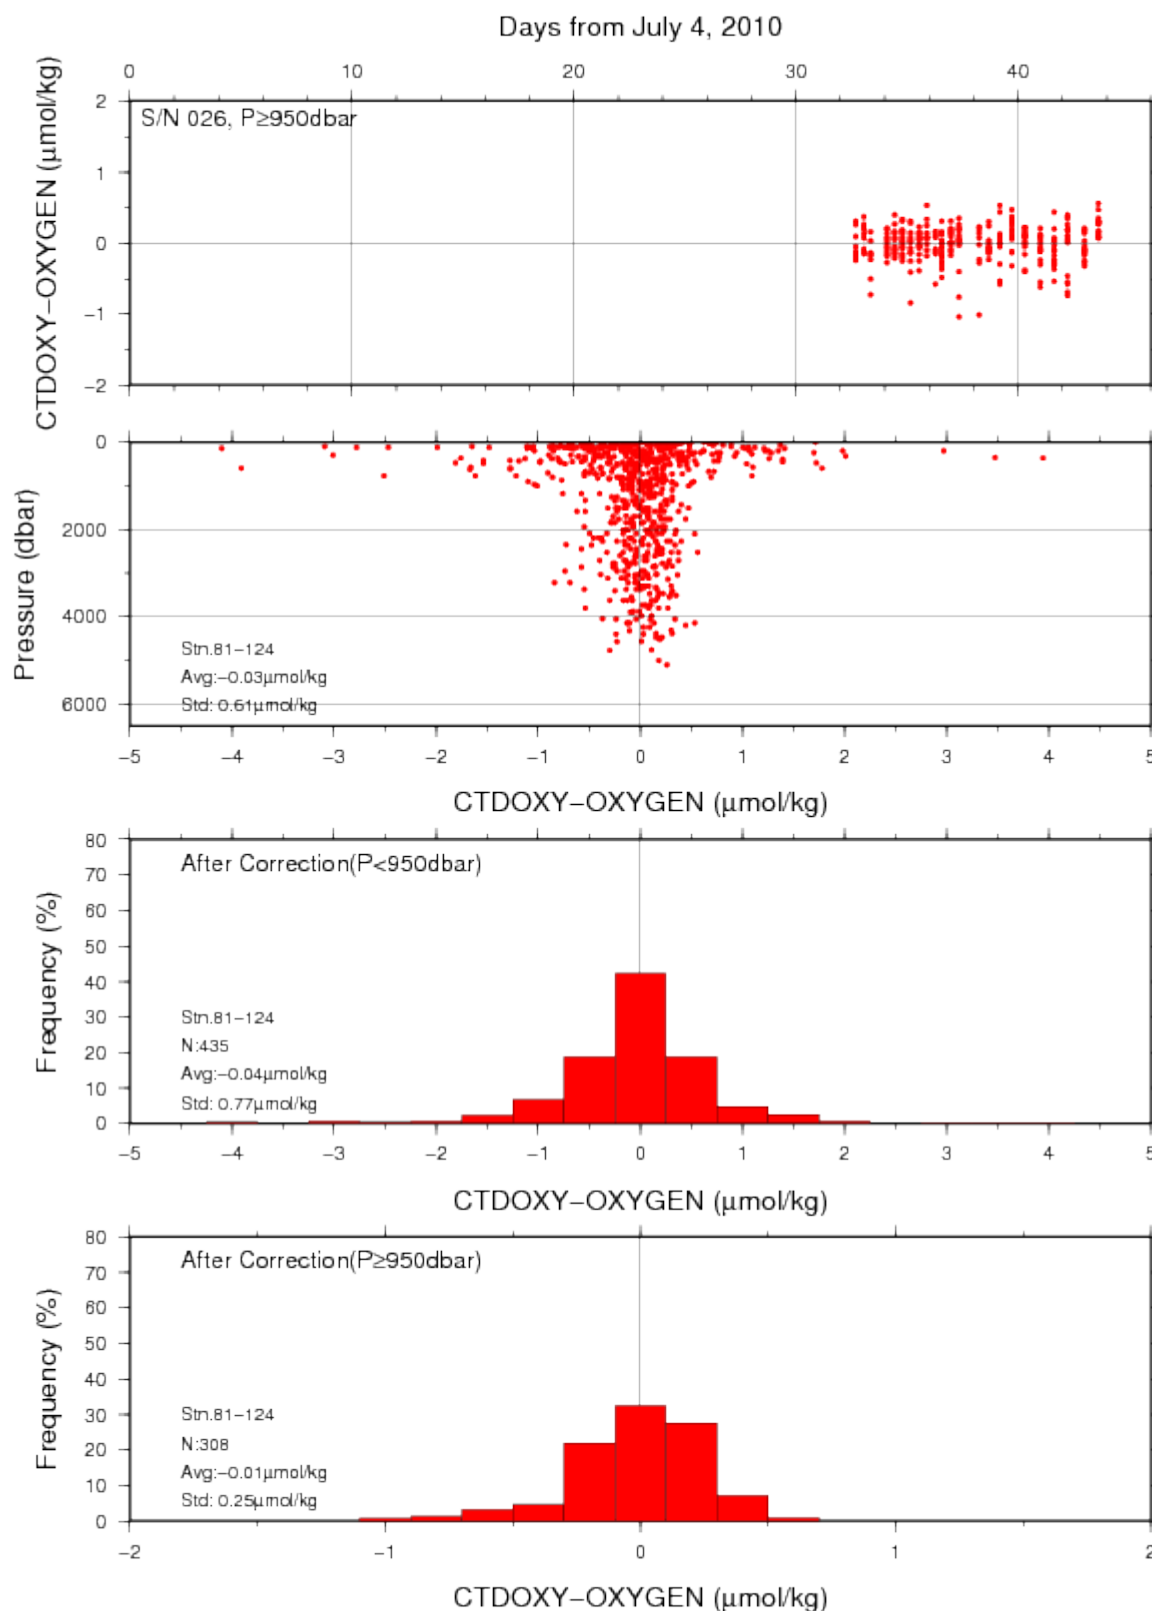 Days from July 4, 2010
0 10 20 30 40
CTDOXY−OXYGEN (μmol/kg)
2
1
0
−1
−2
S/N 026, P≥950dbar
Pressure (dbar)
0
2000
4000
6000
Stn.81−124
Avg:−0.03μmol/kg
Std: 0.61μmol/kg
−5 −4 −3 −2 −1 0 1 2 3 4 5
CTDOXY−OXYGEN (μmol/kg)
Frequency (%)
80
70
60
50
40
30
20
10
0
After Correction(P<950dbar)
Stn.81−124
N:435
Avg:−0.04μmol/kg
Std: 0.77μmol/kg
−5 −4 −3 −2 −1 0 1 2 3 4 5
CTDOXY−OXYGEN (μmol/kg)
Frequency (%)
80
70
60
50
40
30
20
10
0
After Correction(P≥950dbar)
Stn.81−124
N:308
Avg:−0.01μmol/kg
Std: 0.25μmol/kg
−2 −1 0 1 2
CTDOXY−OXYGEN (μmol/kg)